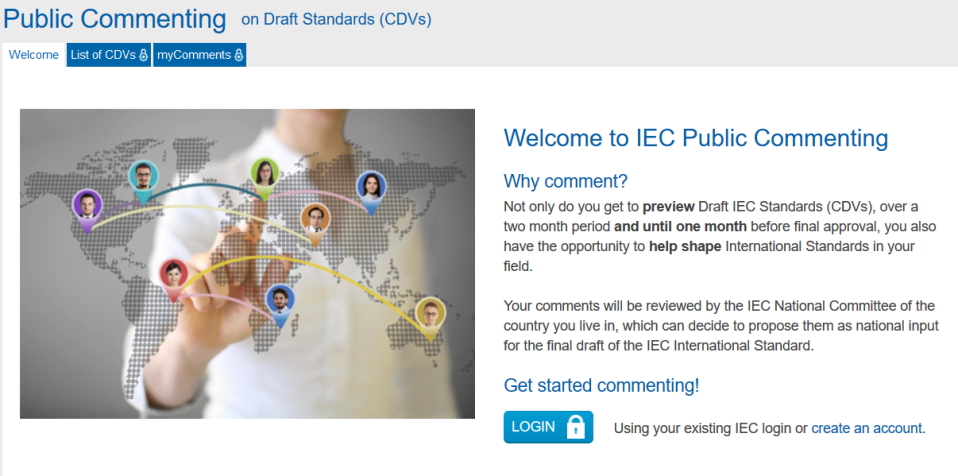 Public Commenting on Draft Standards (CDVs)
Welcome List of CDVs myComments
Welcome to IEC Public Commenting
Why comment?
Not only do you get to preview Draft IEC Standards (CDVs), over a
two month period and until one month before final approval, you also
have the opportunity to help shape International Standards in your
field.
Your comments will be reviewed by the IEC National Committee of the
country you live in, which can decide to propose them as national input
for the final draft of the IEC International Standard.
Get started commenting!
LOGIN Using your existing IEC login or create an account.